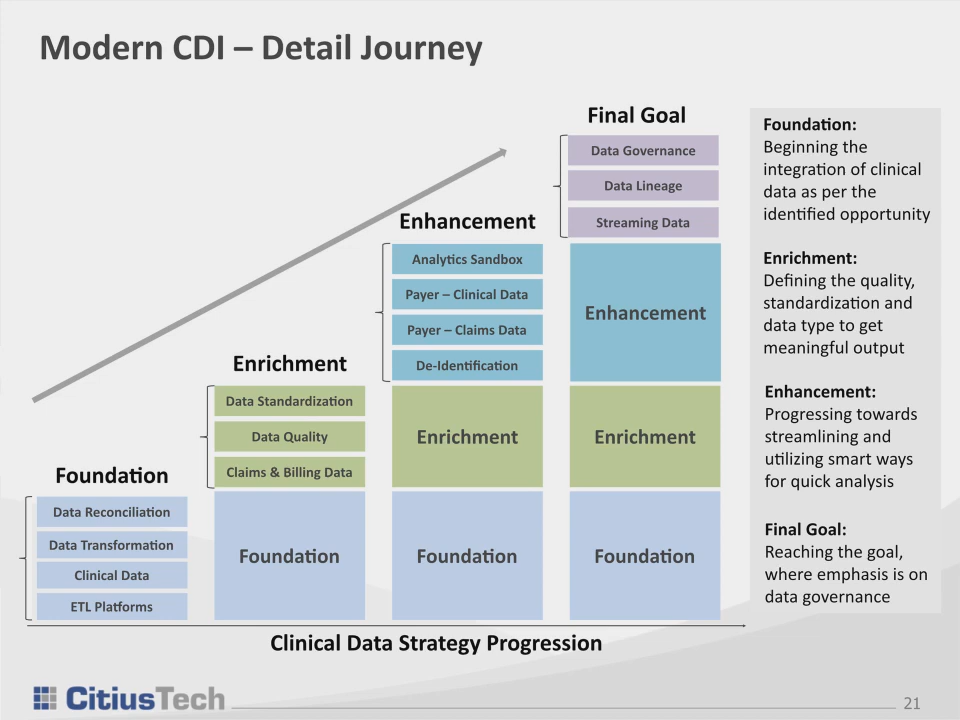 Modern CDI – Detail Journey
Final Goal
Data Governance
Data Lineage
Streaming Data
Enhancement
Analytics Sandbox
Payer – Clinical Data
Payer – Claims Data
De-Identification
Enhancement
Enrichment
Data Standardization
Data Quality
Claims & Billing Data
Enrichment
Enrichment
Foundation
Data Reconciliation
Data Transformation
Clinical Data
ETL Platforms
Foundation
Foundation
Foundation
Clinical Data Strategy Progression
Foundation:
Beginning the
integration of clinical
data as per the
identified opportunity
Enrichment:
Defining the quality,
standardization and
data type to get
meaningful output
Enhancement:
Progressing towards
streamlining and
utilizing smart ways
for quick analysis
Final Goal:
Reaching the goal,
where emphasis is on
data governance
CitiusTech
21